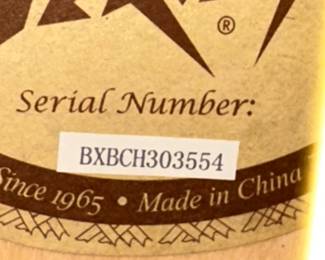 ®
Serial Number:
BXBCH303554
Since 1965 • Made in China